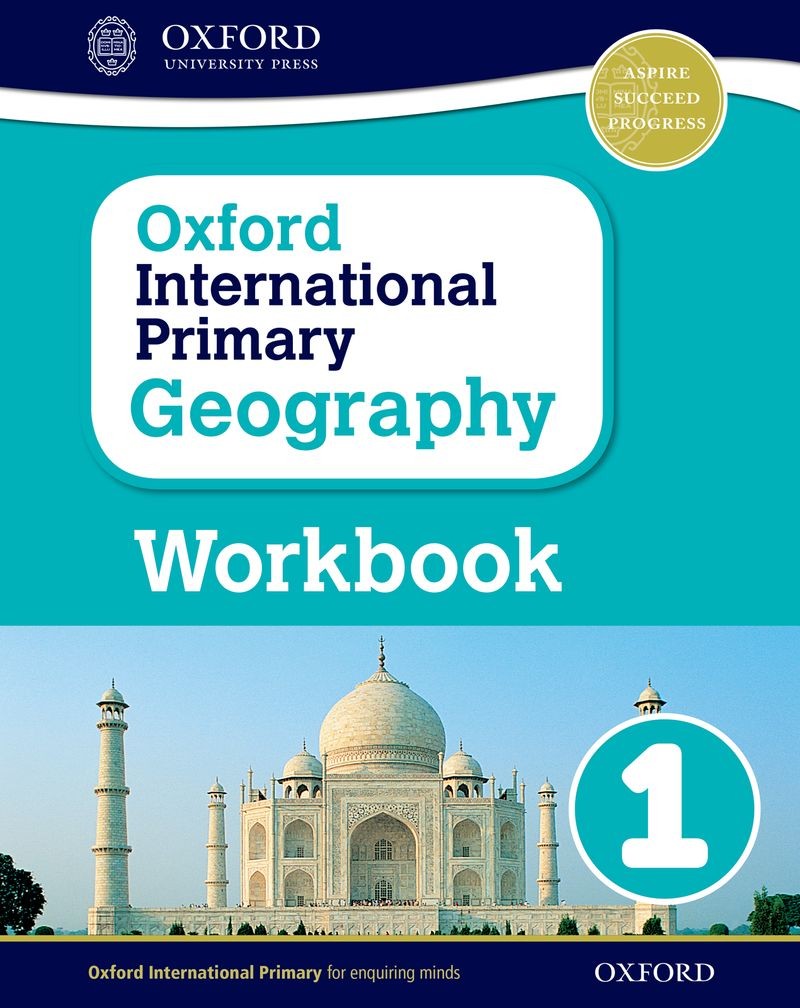 OXFORD
UNIVERSITY PRESS
ASPIRE
SUCCEED
PROGRESS
Oxford
International
Primary
Geography
Workbook
1
Oxford International Primary for enquiring minds
OXFORD